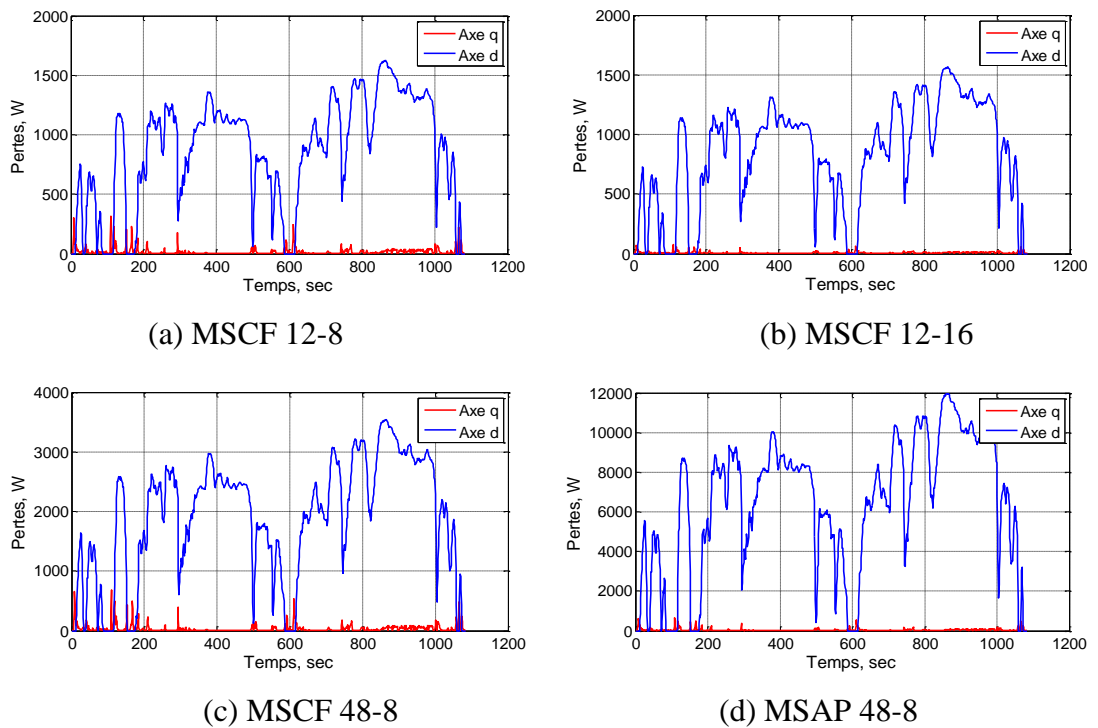 2000
1500
1000
500
0
Pertes, W
0 200 400 600 800 1000 1200
Temps, sec
Axe q
Axe d
(a) MSCF 12-8
2000
1500
1000
500
0
Pertes, W
0 200 400 600 800 1000 1200
Temps, sec
Axe q
Axe d
(b) MSCF 12-16
4000
3000
2000
1000
0
Pertes, W
0 200 400 600 800 1000 1200
Temps, sec
Axe q
Axe d
(c) MSCF 48-8
12000
10000
8000
6000
4000
2000
0
Pertes, W
0 200 400 600 800 1000 1200
Temps, sec
Axe q
Axe d
(d) MSAP 48-8